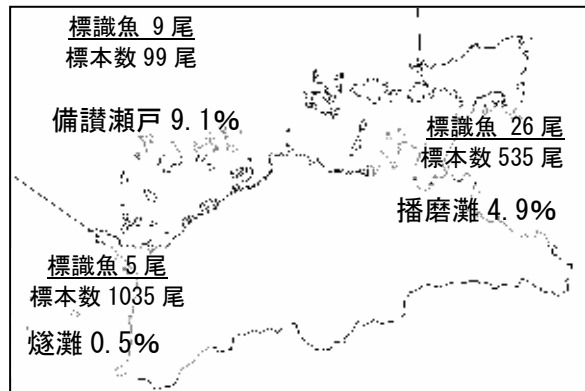 標識魚 9 尾
標本数 99 尾
備讃瀬戸 9.1%
標識魚 26 尾
標本数 535 尾
播磨灘 4.9%
標識魚 5 尾
標本数 1035 尾
燧灘 0.5%